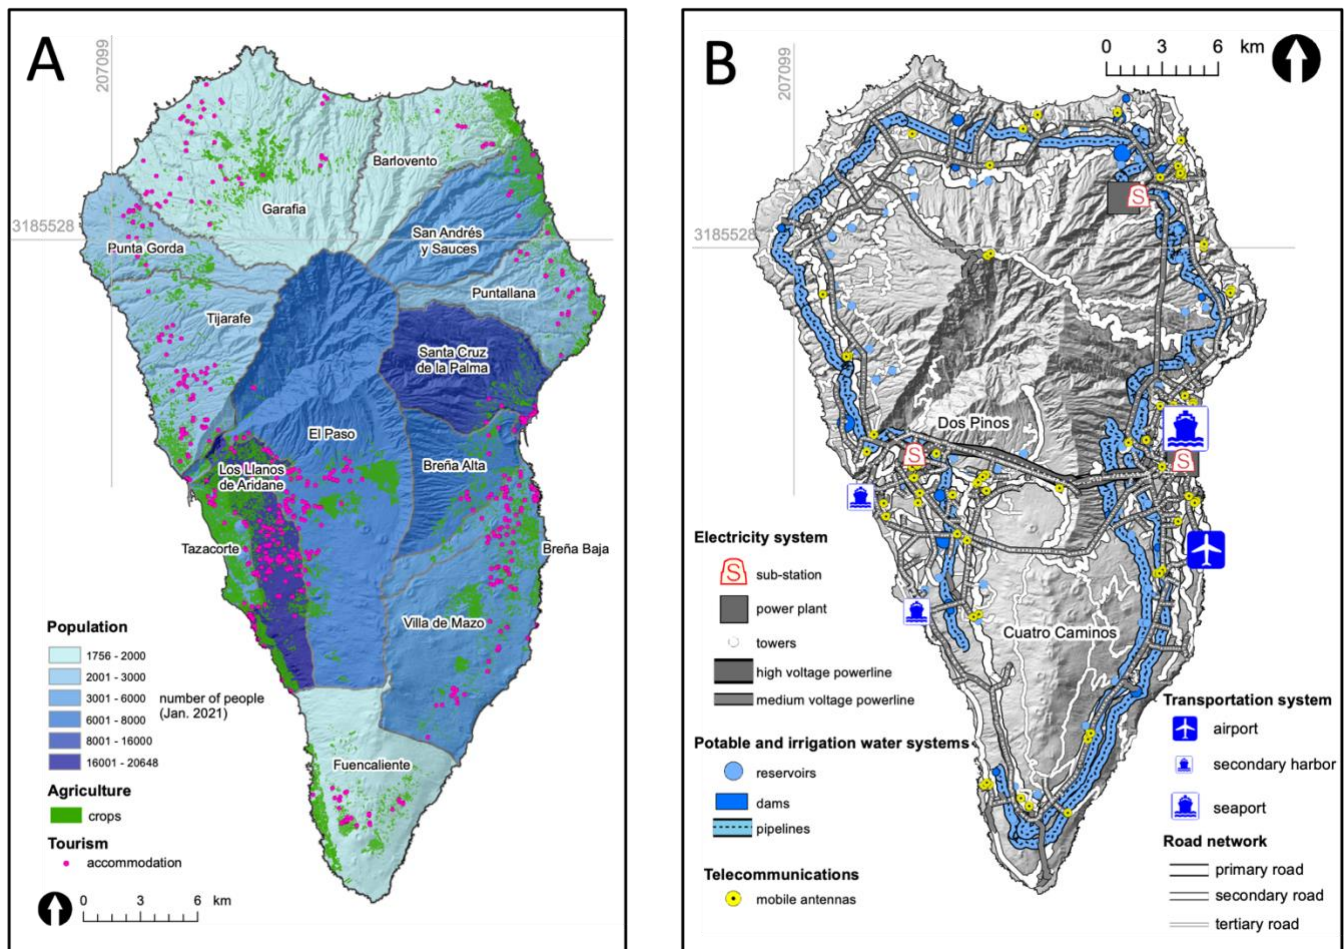 A
207099
Barlovento
Garafia
3185528
San Andrés
y Sauces
Punta Gorda
Puntallana
Tijarafe
Santa Cruz
de la Palma
El Paso
Breña Alta
Los Llanos
de Aridane
Tazacorte
Breña Baja
Villa de Mazo
Fuencaliente
Population
1756 - 2000
2001 - 3000
3001 - 6000
6001 - 8000
8001 - 16000
16001 - 20648
number of people
(Jan. 2021)
Agriculture
crops
Tourism
accommodation
0 3 6 km
B
0 3 6 km
207099
3185528
S
Dos Pinos
S
S
Cuatro Caminos
Electricity system
S sub-station
power plant
towers
high voltage powerline
medium voltage powerline
Potable and irrigation water systems
reservoirs
dams
pipelines
Telecommunications
mobile antennas
Transportation system
airport
secondary harbor
seaport
Road network
primary road
secondary road
tertiary road